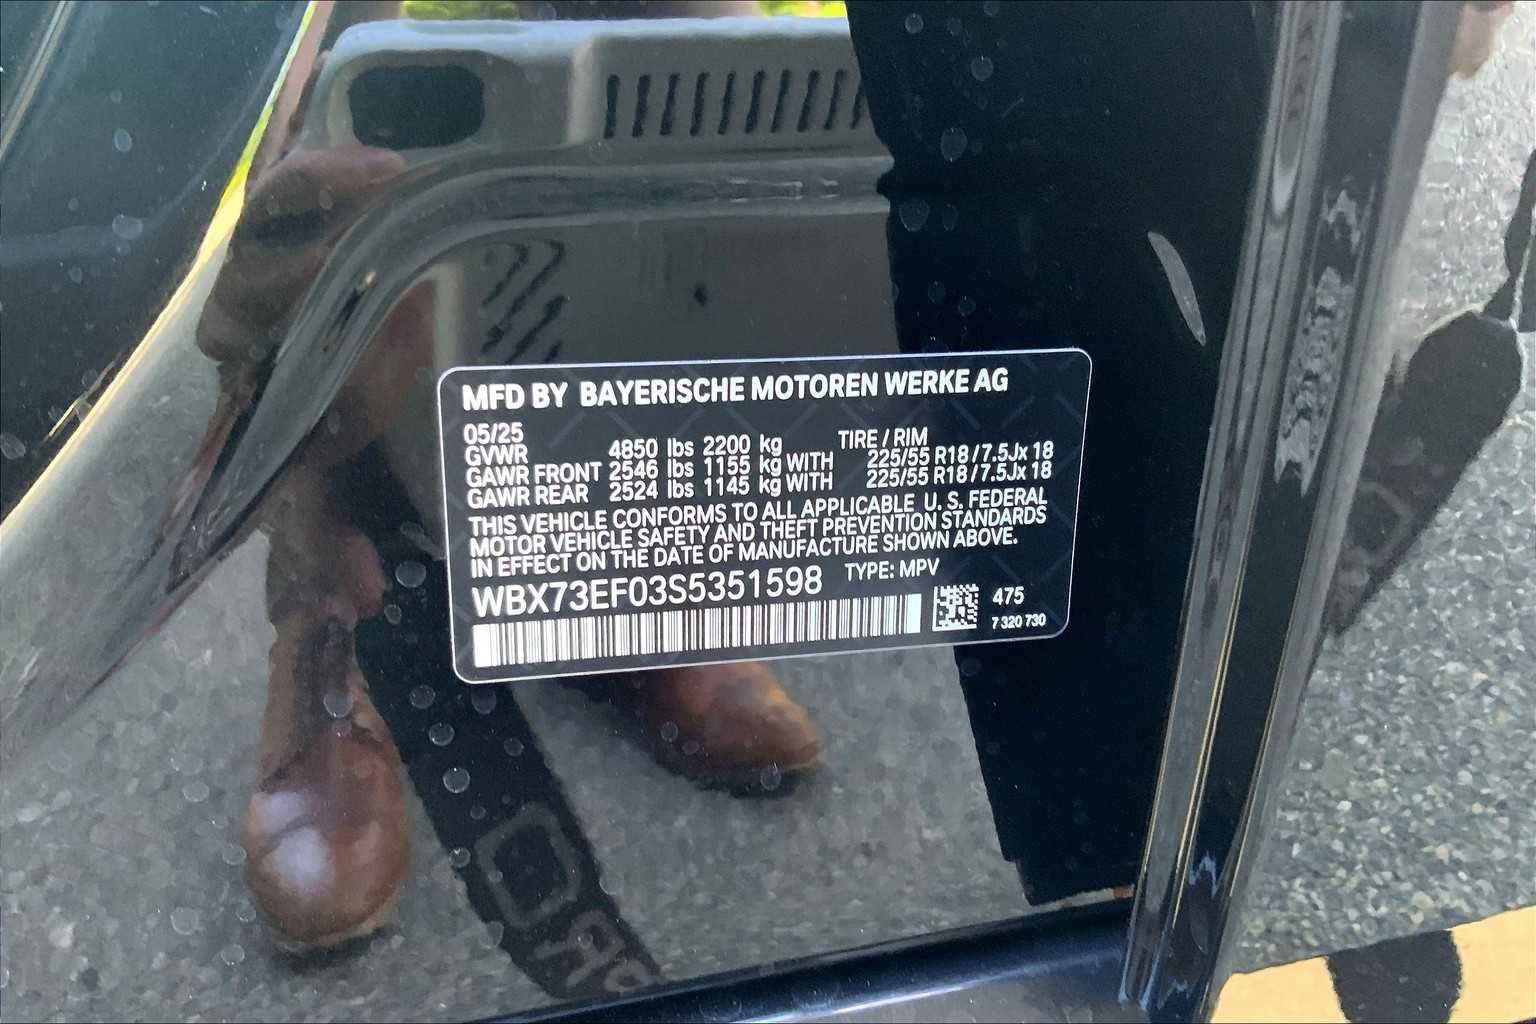 MFD BY BAYERISCHE MOTOREN WERKE AG
05/25
GVWR 4850 lbs 2200 kg TIRE / RIM
GAWR FRONT 2546 lbs 1155 kg WITH 225/55 R18 / 7.5Jx 18
GAWR REAR 2524 lbs 1145 kg WITH 225/55 R18 / 7.5Jx 18
THIS VEHICLE CONFORMS TO ALL APPLICABLE U. S. FEDERAL
MOTOR VEHICLE SAFETY AND THEFT PREVENTION STANDARDS
IN EFFECT ON THE DATE OF MANUFACTURE SHOWN ABOVE.
WBX73EF03S5351598 TYPE: MPV
475
7 320 730